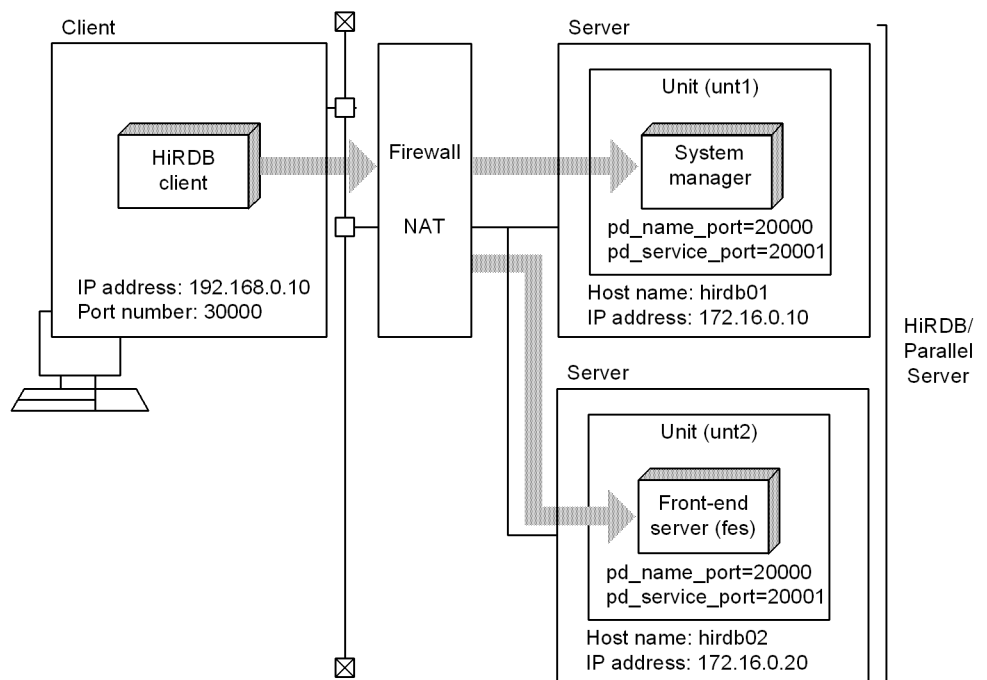 Client
HiRDB
client
IP address: 192.168.0.10
Port number: 30000
Firewall
NAT
Server
Unit (unt1)
System
manager
pd_name_port=20000
pd_service_port=20001
Host name: hirdb01
IP address: 172.16.0.10
Server
Unit (unt2)
Front-end
server (fes)
pd_name_port=20000
pd_service_port=20001
Host name: hirdb02
IP address: 172.16.0.20
HiRDB/
Parallel
Server